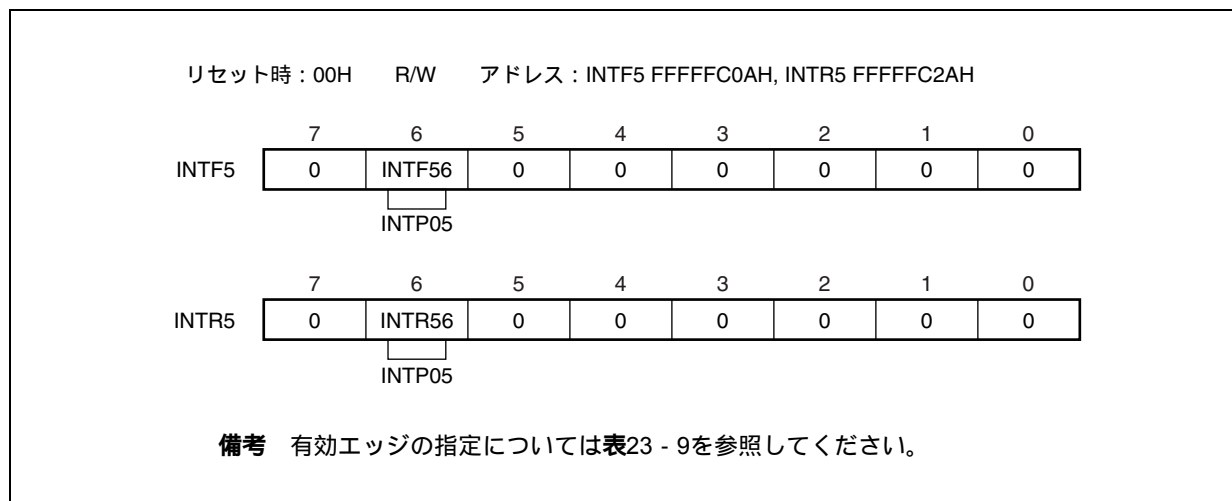 リセット時：00H R/W アドレス：INTF5 FFFFFC0AH, INTR5 FFFFFC2AH
7 6 5 4 3 2 1 0
INTF5 0 INTF56 0 0 0 0 0 0
INTP05
7 6 5 4 3 2 1 0
INTR5 0 INTR56 0 0 0 0 0 0
INTP05
備考 有効エッジの指定については表23 - 9を参照してください。